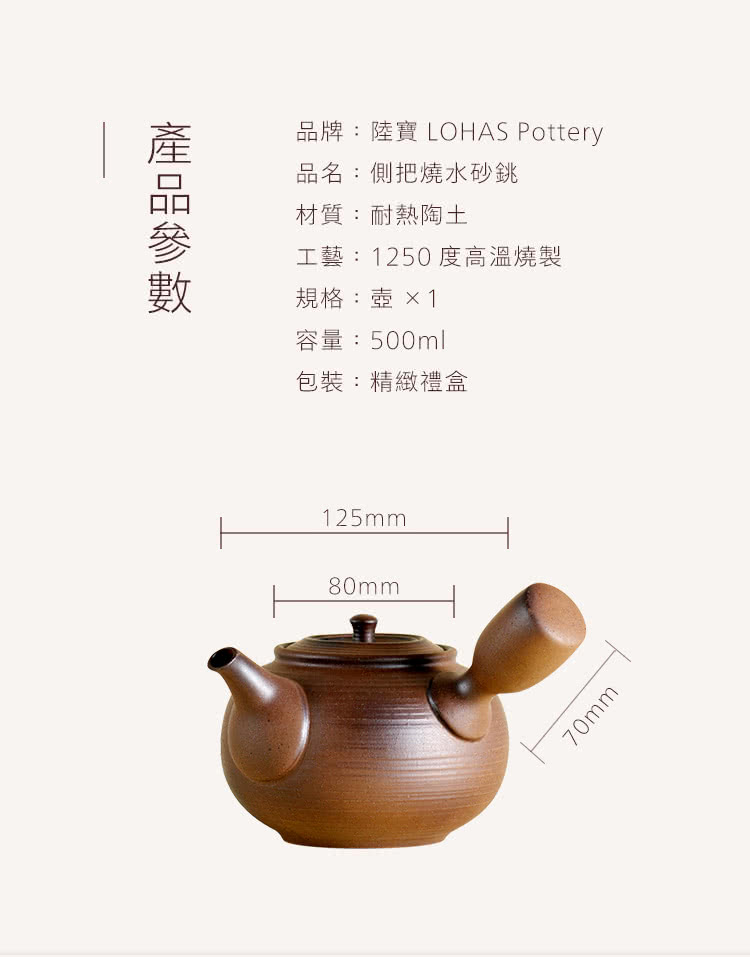 產品參數
品牌：陸寶 LOHAS Pottery
品名：側把燒水砂銚
材質：耐熱陶土
工藝：1250 度高溫燒製
規格：壺 ×1
容量：500ml
包裝：精緻禮盒
125mm
80mm
70mm